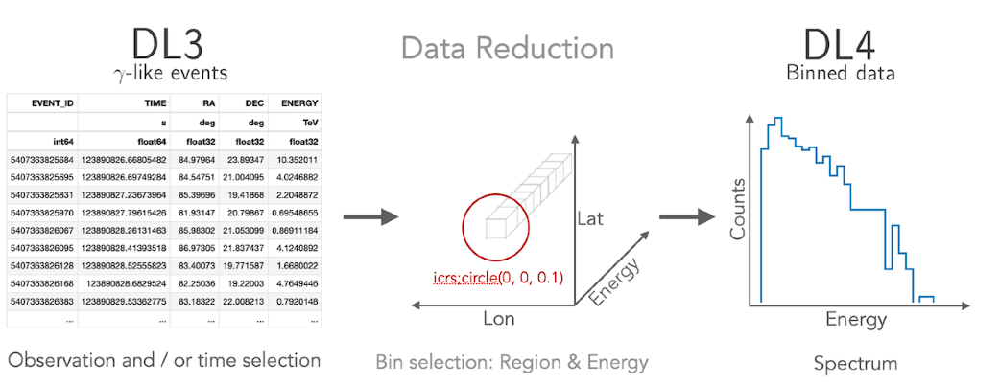 DL3
γ-like events
Data Reduction
DL4
Binned data
EVENT_ID TIME RA DEC ENERGY
s deg deg TeV
int64 float64 float32 float32 float32
5407363825684 123890826.66805482 84.97964 23.89347 10.352011
5407363825695 123890826.69749284 84.54751 21.004095 4.0246882
5407363825831 123890827.23673964 85.39696 19.41868 2.2048872
5407363825970 123890827.79615426 81.93147 20.79867 0.69548655
5407363826067 123890828.26131463 85.98302 21.053099 0.86911184
5407363826095 123890828.41393518 86.97305 21.837437 4.1240892
5407363826128 123890828.52555823 83.40073 19.771587 1.6680022
5407363826168 123890828.6829524 82.25036 19.22003 4.7649446
5407363826383 123890829.53362775 83.18322 22.008213 0.7920148
... ... ... ... ...
Lat
Energy
icrs;circle(0, 0, 0.1)
Lon
Counts
Energy
Observation and / or time selection
Bin selection: Region & Energy
Spectrum